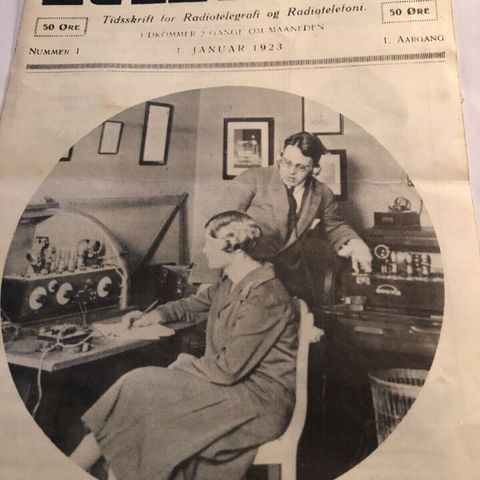 50 ØRE
Tidsskrift for Radiotelegrafi og Radiotelefoni.
50 ØRE
UDKOMMER 2 GANGE OM MAANEDEN
NUMMER 1
1. JANUAR 1923
1. AARGANG